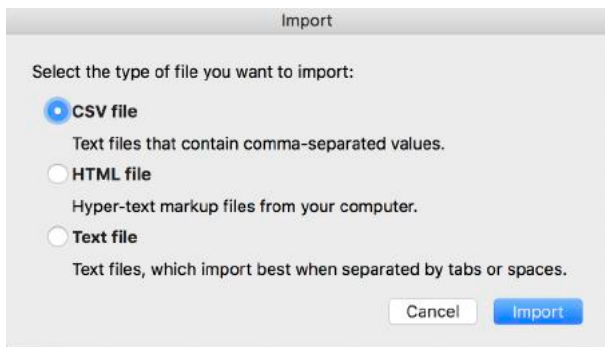 Import
Select the type of file you want to import:
CSV file
Text files that contain comma-separated values.
HTML file
Hyper-text markup files from your computer.
Text file
Text files, which import best when separated by tabs or spaces.
Cancel Import